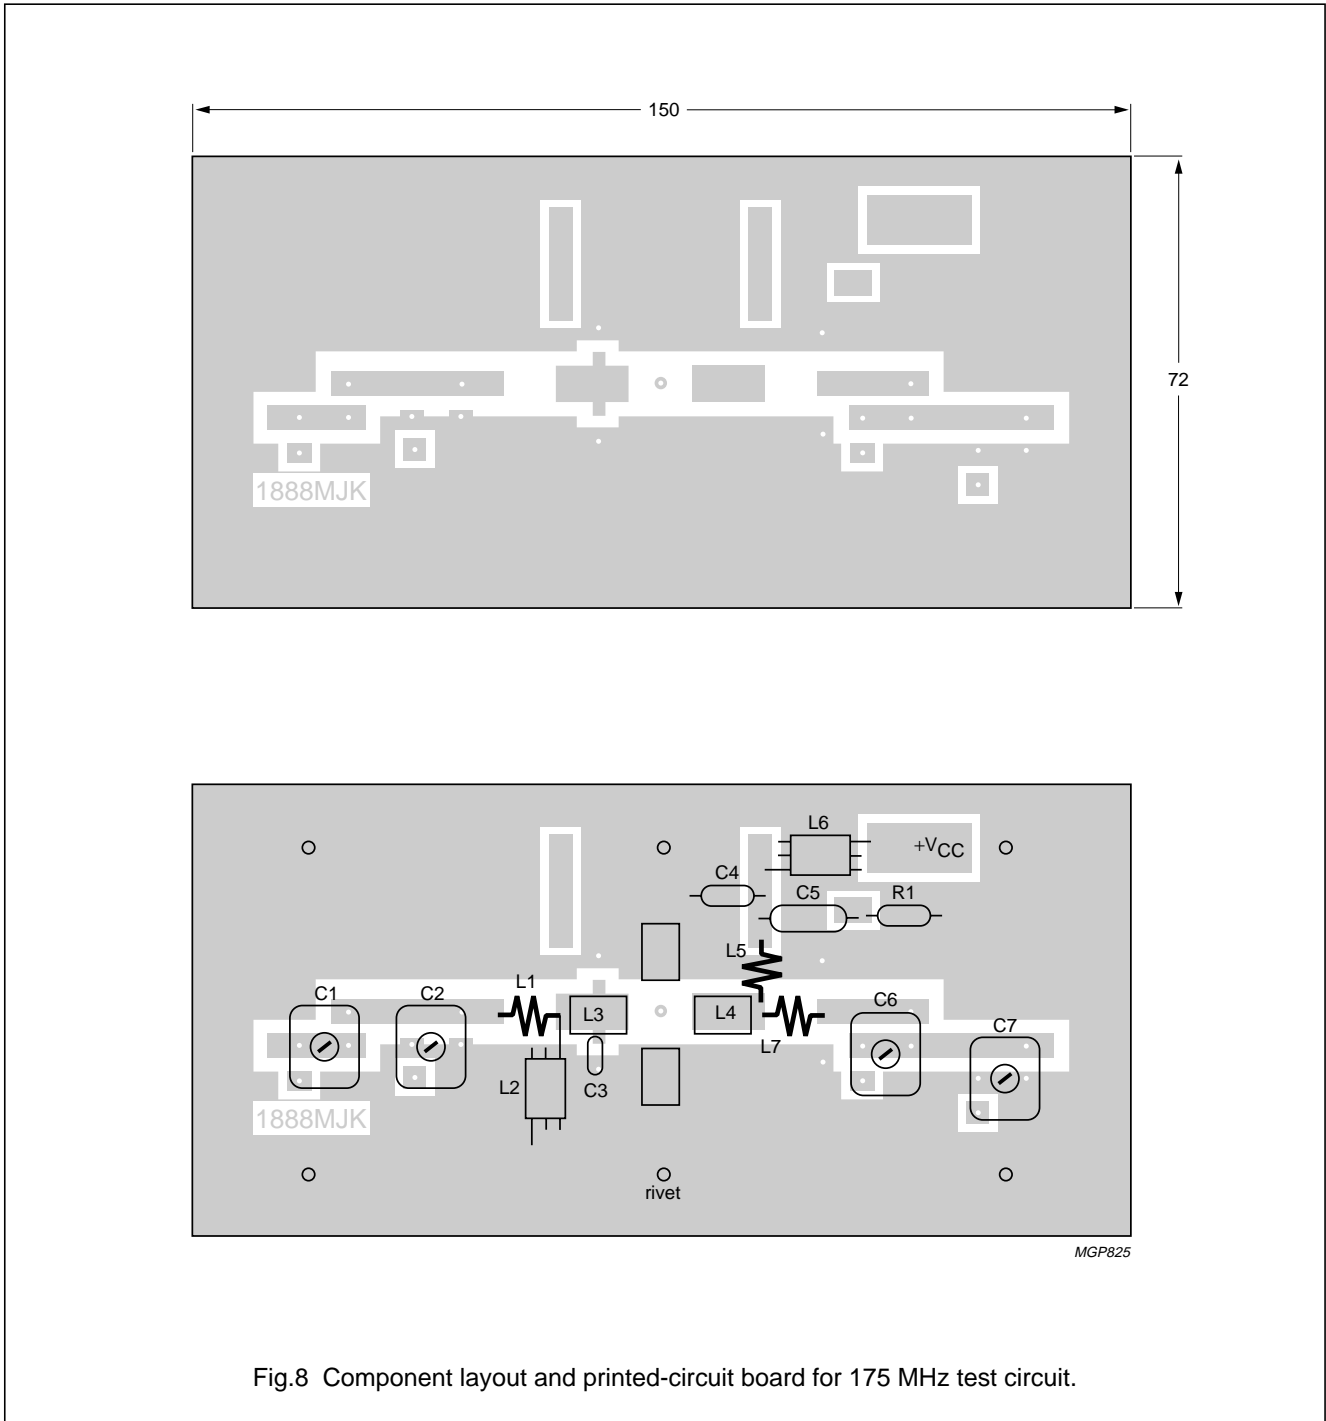 150
72
1888MJK
L6
+VCC
C4
C5
R1
L5
L1
C1
C2
L3
L4
C6
C7
L7
L2
C3
1888MJK
rivet
MGP825
Fig.8 Component layout and printed-circuit board for 175 MHz test circuit.